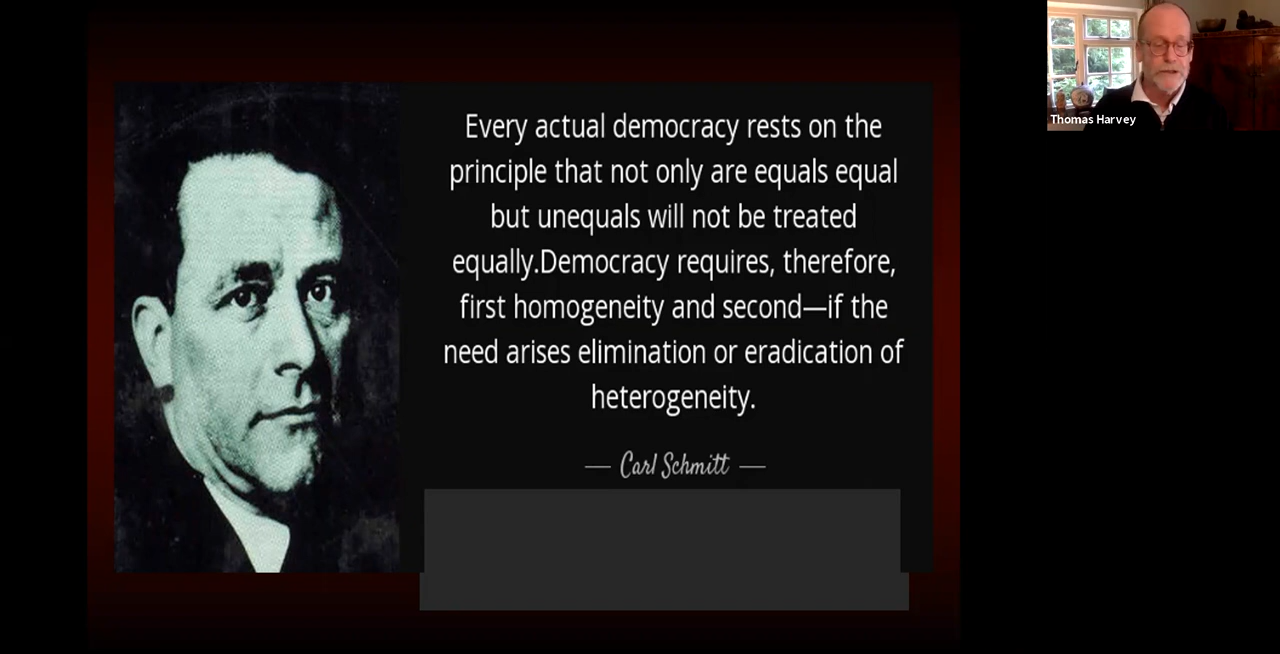 Every actual democracy rests on the
principle that not only are equals equal
but unequals will not be treated
equally.Democracy requires, therefore,
first homogeneity and second—if the
need arises elimination or eradication of
heterogeneity.
— Carl Schmitt —
Thomas Harvey